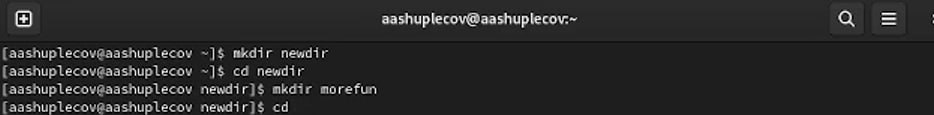 aashuplecov@aashuplecov:~
[aashuplecov@aashuplecov ~]$ mkdir newdir
[aashuplecov@aashuplecov ~]$ cd newdir
[aashuplecov@aashuplecov newdir]$ mkdir morefun
[aashuplecov@aashuplecov newdir]$ cd